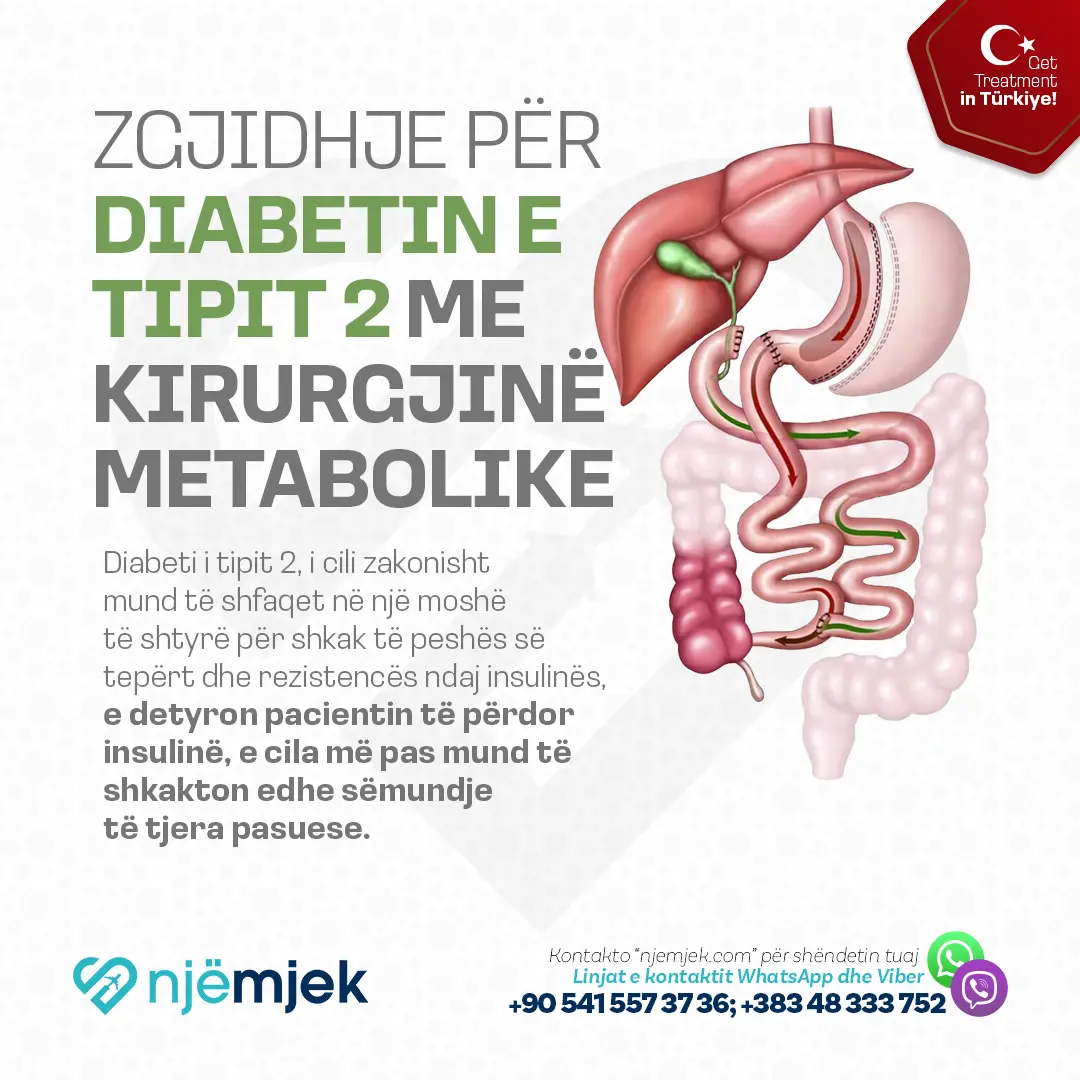 Get
Treatment
in Türkiye!
ZGJIDHJE PËR
DIABETIN E
TIPIT 2 ME
KIRURGJINË
METABOLIKE
Diabeti i tipit 2, i cili zakonisht
mund të shfaqet në një moshë
të shtyrë për shkak të peshës së
tepërt dhe rezistencës ndaj insulinës,
e detyron pacientin të përdor
insulinë, e cila më pas mund të
shkakton edhe sëmundje
të tjera pasuese.
njëmjek
Kontakto “njemjek.com” për shëndetin tuaj
Linjat e kontaktit WhatsApp dhe Viber
+90 541 557 37 36; +383 48 333 752